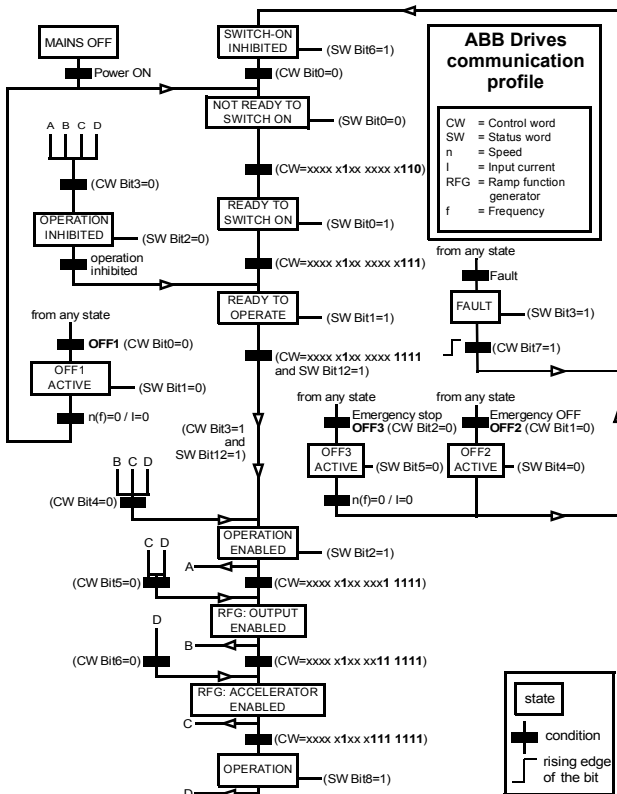 MAINS OFF
Power ON
SWITCH-ON
INHIBITED
(SW Bit6=1)
(CW Bit0=0)
ABB Drives
communication
profile
CW = Control word
SW = Status word
n = Speed
I = Input current
RFG = Ramp function
generator
f = Frequency
NOT READY TO
SWITCH ON
(SW Bit0=0)
A B C D
(CW Bit3=0)
(CW=xxxx x1xx xxxx x110)
OPERATION
INHIBITED
(SW Bit2=0)
operation
inhibited
READY TO
SWITCH ON
(SW Bit0=1)
(CW=xxxx x1xx xxxx x111)
from any state
Fault
FAULT
(SW Bit3=1)
(CW Bit7=1)
READY TO
OPERATE
(SW Bit1=1)
from any state
OFF1 (CW Bit0=0)
OFF1
ACTIVE
(SW Bit1=0)
n(f)=0 / I=0
(CW=xxxx x1xx xxxx 1111
and SW Bit12=1)
(CW Bit3=1
and
SW Bit12=1)
from any state
Emergency stop
OFF3 (CW Bit2=0)
OFF3
ACTIVE
(SW Bit5=0)
n(f)=0 / I=0
from any state
Emergency OFF
OFF2 (CW Bit1=0)
OFF2
ACTIVE
(SW Bit4=0)
B C D
(CW Bit4=0)
OPERATION
ENABLED
(SW Bit2=1)
A
C D
(CW Bit5=0)
(CW=xxxx x1xx xxx1 1111)
RFG: OUTPUT
ENABLED
B
D
(CW Bit6=0)
(CW=xxxx x1xx xx11 1111)
RFG: ACCELERATOR
ENABLED
C
(CW=xxxx x1xx x111 1111)
OPERATION
(SW Bit8=1)
D
state
condition
rising edge
of the bit